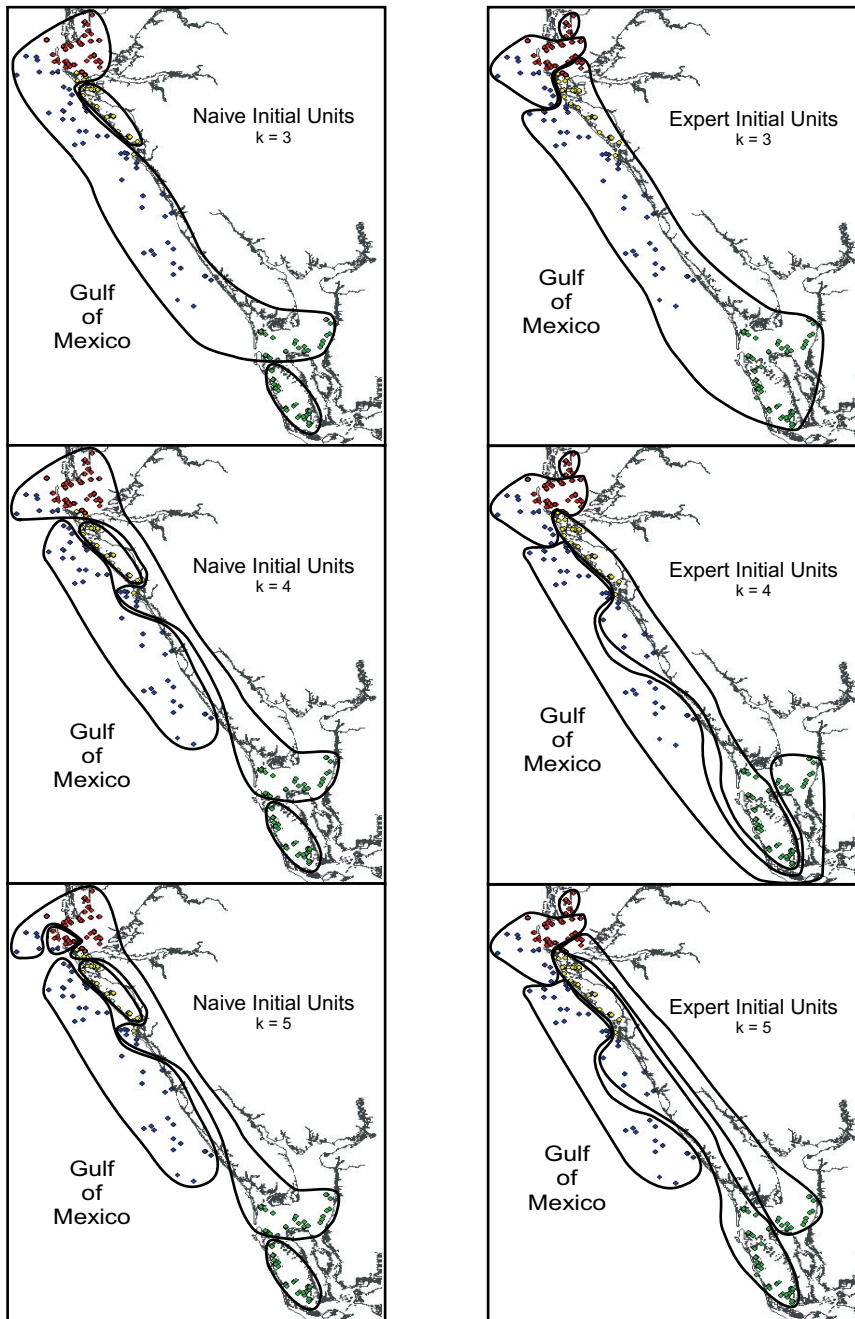 Naive Initial Units
k = 3
Gulf
of
Mexico
Expert Initial Units
k = 3
Gulf
of
Mexico
Naive Initial Units
k = 4
Gulf
of
Mexico
Expert Initial Units
k = 4
Gulf
of
Mexico
Naive Initial Units
k = 5
Gulf
of
Mexico
Expert Initial Units
k = 5
Gulf
of
Mexico